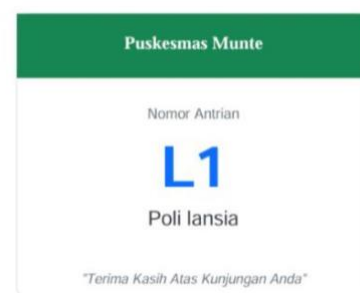 Puskesmas Munte
Nomor Antrian
L1
Poli lansia
"Terima Kasih Atas Kunjungan Anda"